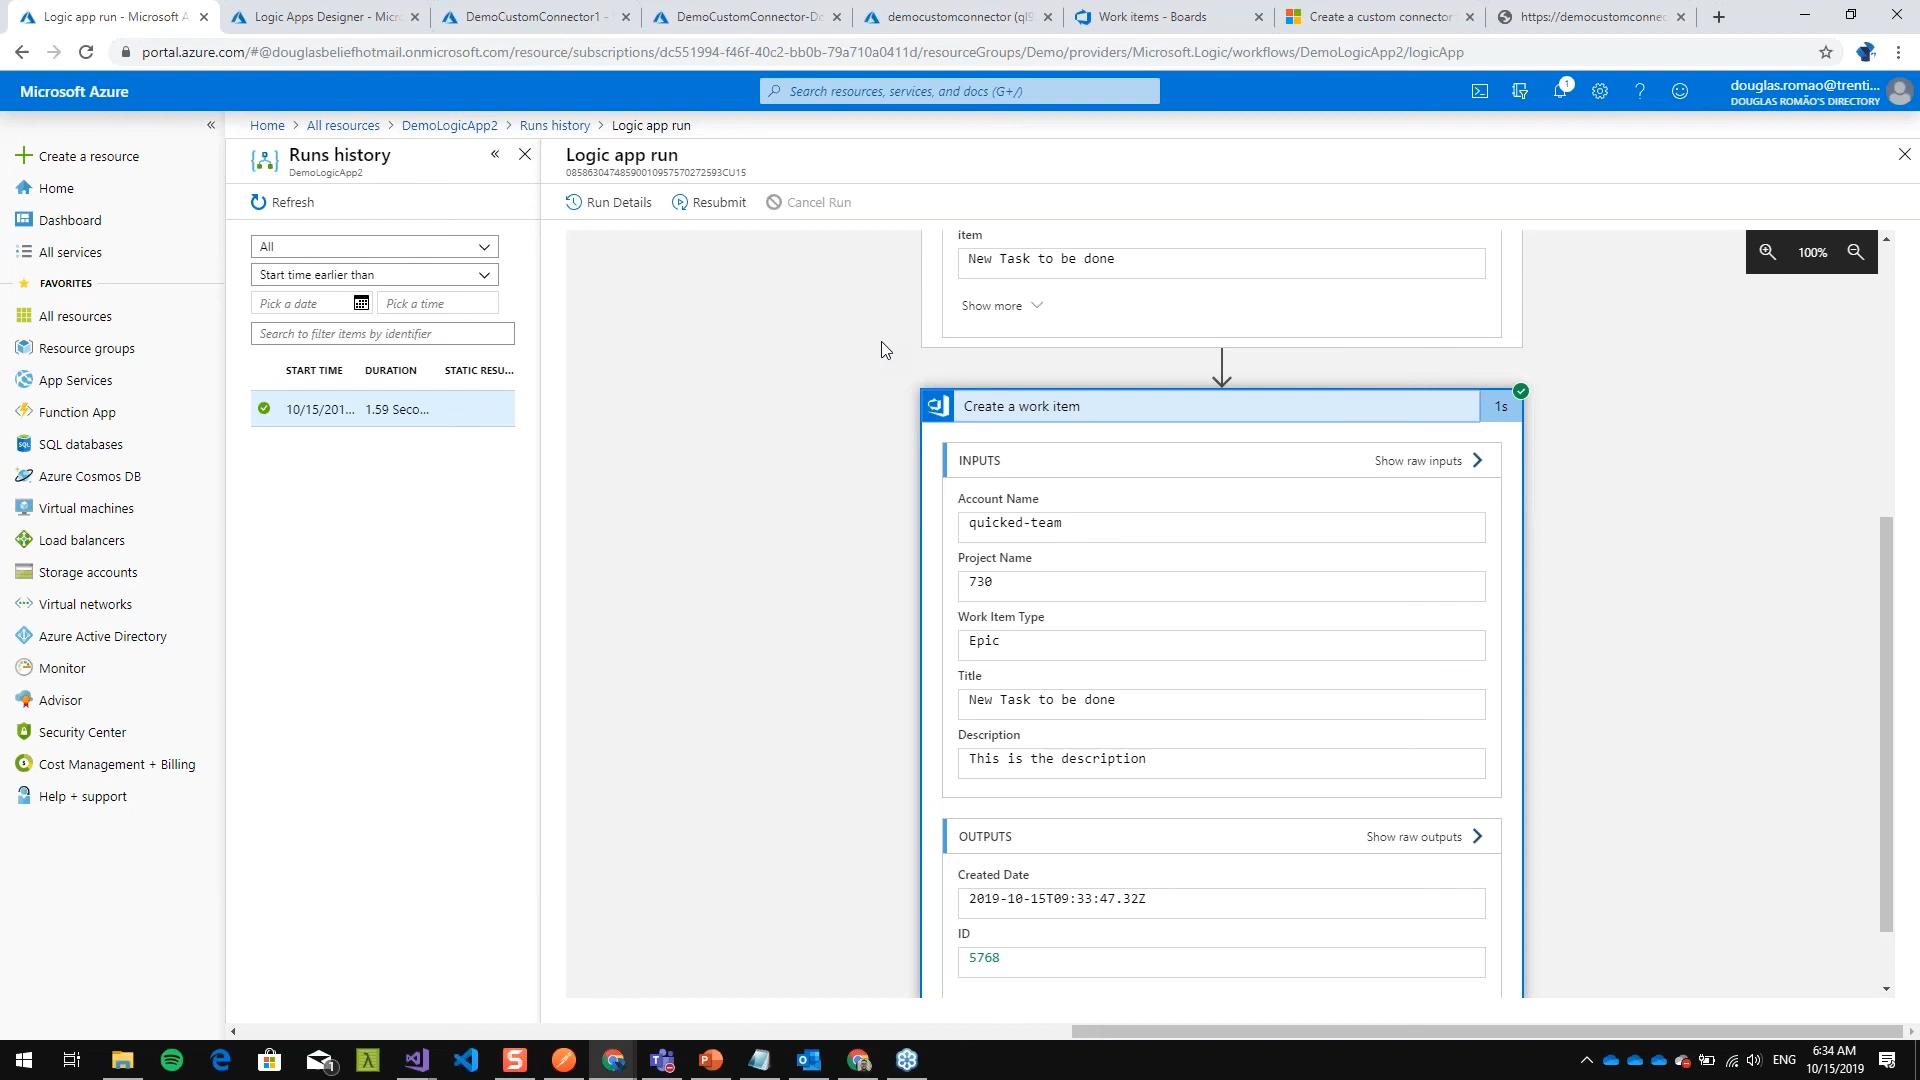 Logic app run - Microsoft A
Logic Apps Designer - Micr
DemoCustomConnector1 -
DemoCustomConnector-D
democustomconnector (ql9
Work items - Boards
Create a custom connector
https://democustomconnec
portal.azure.com/#@douglasbeliefhotmail.onmicrosoft.com/resource/subscriptions/dc551994-f46f-40c2-bb0b-79a710a0411d/resourceGroups/Demo/providers/Microsoft.Logic/workflows/DemoLogicApp2/logicApp
Microsoft Azure
Search resources, services, and docs (G+/)
1
douglas.romao@trenti...
DOUGLAS ROMÃO'S DIRECTORY
Home > All resources > DemoLogicApp2 > Runs history > Logic app run
Create a resource
Home
Dashboard
All services
FAVORITES
All resources
Resource groups
App Services
Function App
SQL databases
Azure Cosmos DB
Virtual machines
Load balancers
Storage accounts
Virtual networks
Azure Active Directory
Monitor
Advisor
Security Center
Cost Management + Billing
Help + support
Runs history
DemoLogicApp2
Refresh
All
Start time earlier than
Pick a date
Pick a time
Search to filter items by identifier
START TIME DURATION STATIC RESU...
10/15/201... 1.59 Seco...
Logic app run
Run Details
Resubmit
Cancel Run
100%
item
New Task to be done
Show more
Create a work item
1s
INPUTS
Show raw inputs
Account Name
quicked-team
Project Name
730
Work Item Type
Epic
Title
New Task to be done
Description
This is the description
OUTPUTS
Show raw outputs
Created Date
2019-10-15T09:33:47.32Z
ID
5768
ENG
6:34 AM
10/15/2019